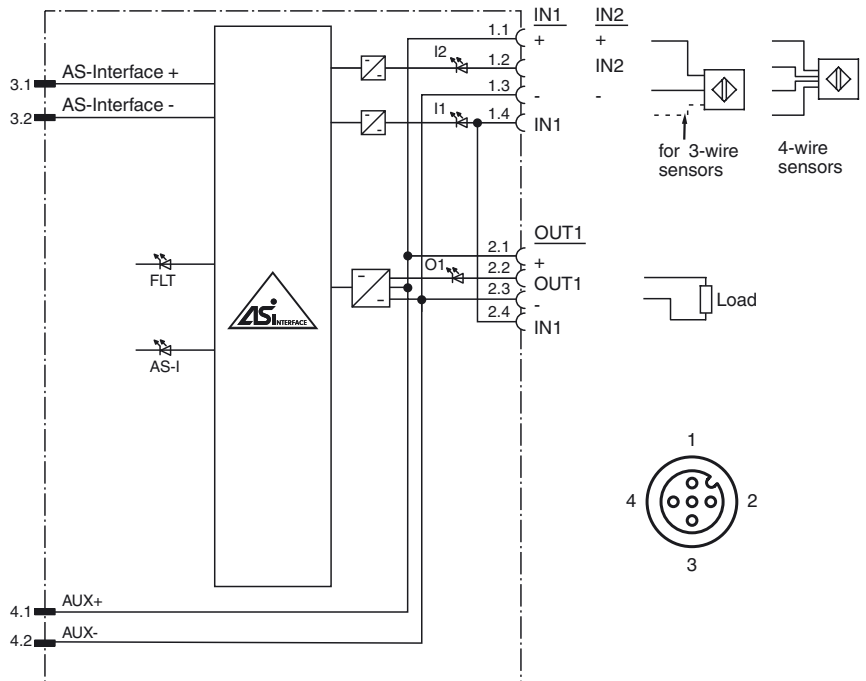 IN1 IN2
1.1
+ +
I2
1.2 IN2
3.1 AS-Interface +
1.3
- -
3.2 AS-Interface -
I1
1.4
IN1
for 3-wire
sensors
4-wire
sensors
OUT1
2.1
+
O1 2.2
OUT1
FLT
2.3
-
2.4
IN1
Load
ASi INTERFACE
AS-I
1
4 2
3
4.1 AUX+
4.2 AUX-